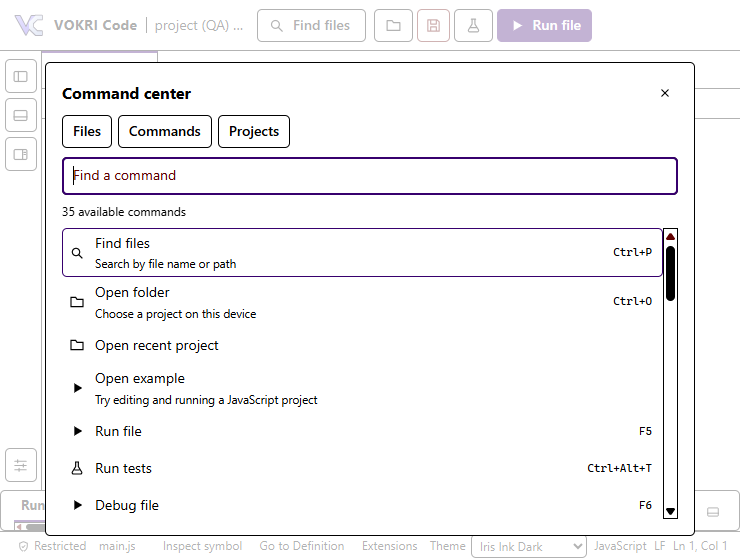 VC VOKRI Code | project (QA) ... Find files Run file
Command center ×
Files Commands Projects
Find a command
35 available commands
Find files
Search by file name or path
Ctrl+P
Open folder
Choose a project on this device
Ctrl+O
Open recent project
Open example
Try editing and running a JavaScript project
Run file F5
Run tests Ctrl+Alt+T
Debug file F6
Run
Restricted main.js Inspect symbol Go to Definition Extensions Theme Iris Ink Dark JavaScript LF Ln 1, Col 1